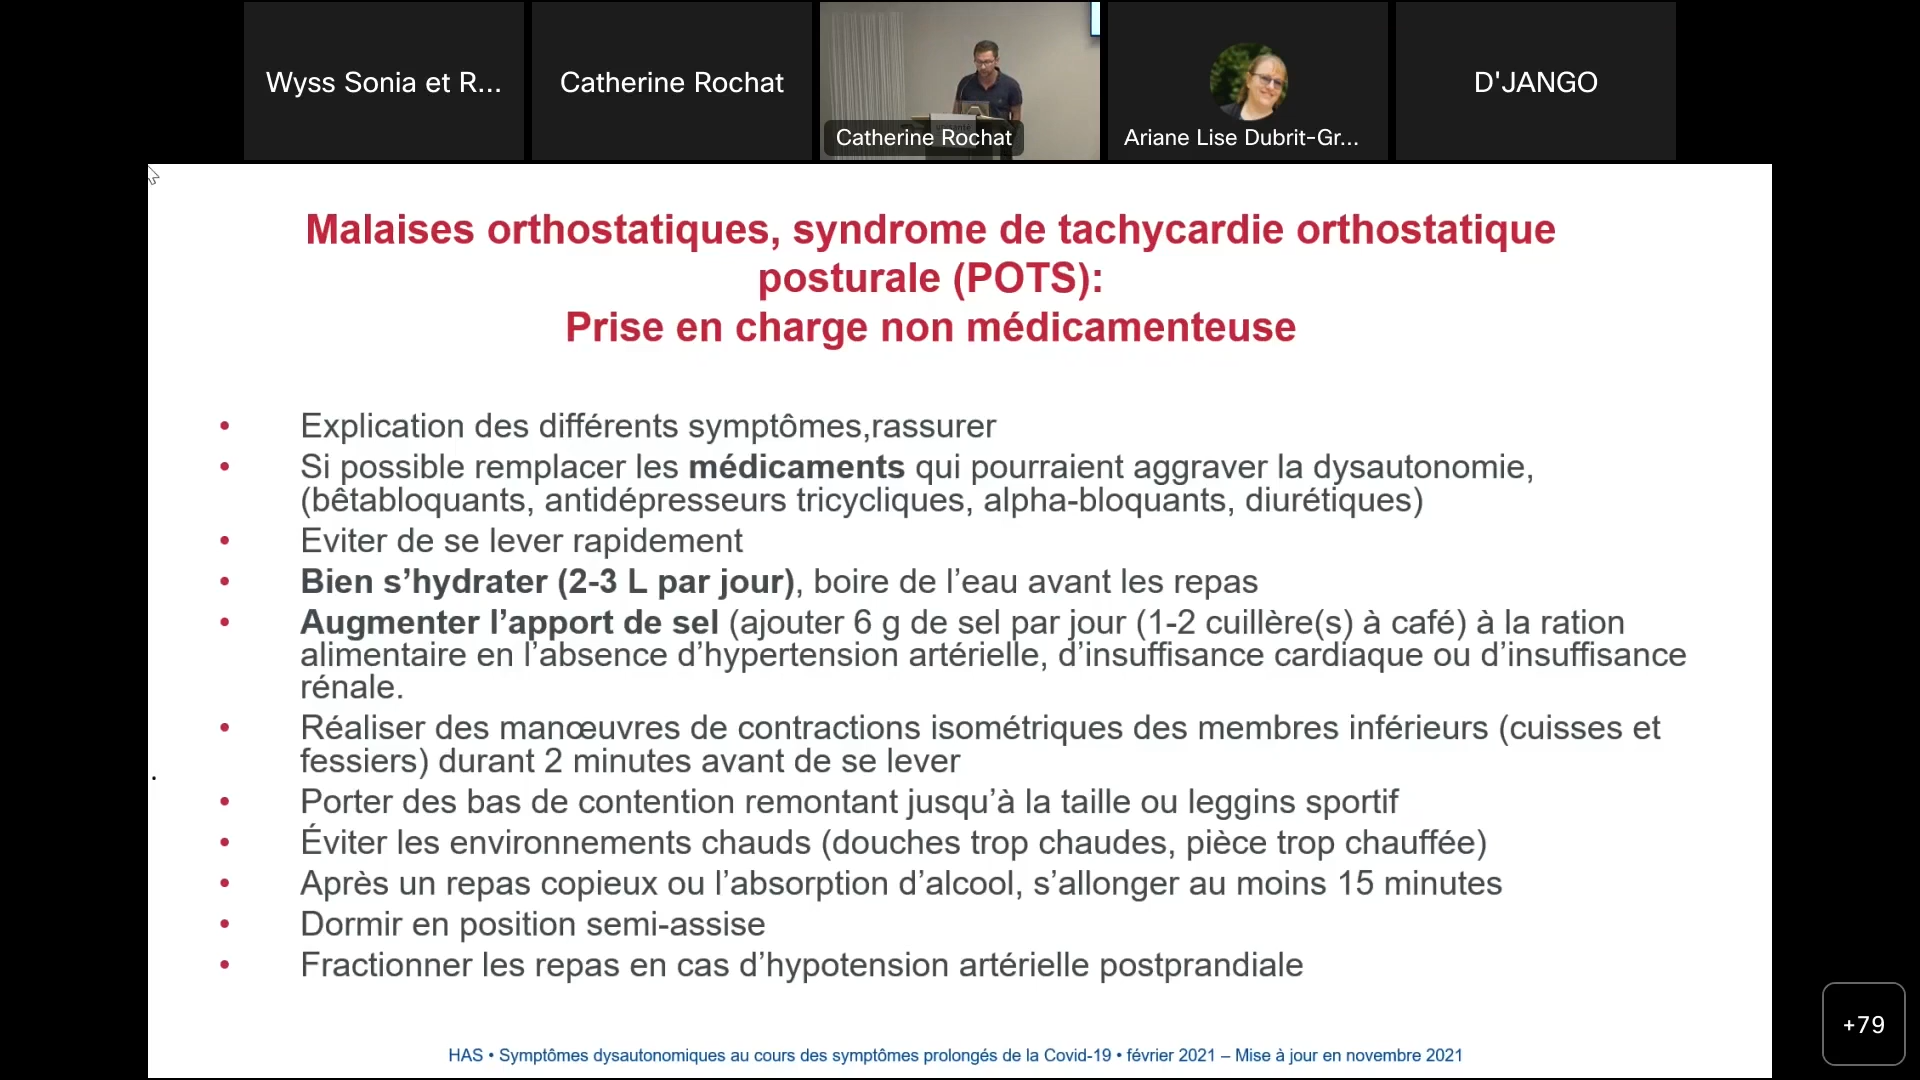 Wyss Sonia et R...
Catherine Rochat
Catherine Rochat
Ariane Lise Dubrit-Gr...
D'JANGO
Malaises orthostatiques, syndrome de tachycardie orthostatique
posturale (POTS):
Prise en charge non médicamenteuse
• Explication des différents symptômes,rassurer
• Si possible remplacer les médicaments qui pourraient aggraver la dysautonomie,
(bêtabloquants, antidépresseurs tricycliques, alpha-bloquants, diurétiques)
• Eviter de se lever rapidement
• Bien s’hydrater (2-3 L par jour), boire de l’eau avant les repas
• Augmenter l’apport de sel (ajouter 6 g de sel par jour (1-2 cuillère(s) à café) à la ration
alimentaire en l’absence d’hypertension artérielle, d’insuffisance cardiaque ou d’insuffisance
rénale.
• Réaliser des manœuvres de contractions isométriques des membres inférieurs (cuisses et
fessiers) durant 2 minutes avant de se lever
• Porter des bas de contention remontant jusqu’à la taille ou leggins sportif
• Éviter les environnements chauds (douches trop chaudes, pièce trop chauffée)
• Après un repas copieux ou l’absorption d’alcool, s’allonger au moins 15 minutes
• Dormir en position semi-assise
• Fractionner les repas en cas d’hypotension artérielle postprandiale
HAS • Symptômes dysautonomiques au cours des symptômes prolongés de la Covid-19 • février 2021 – Mise à jour en novembre 2021
+79